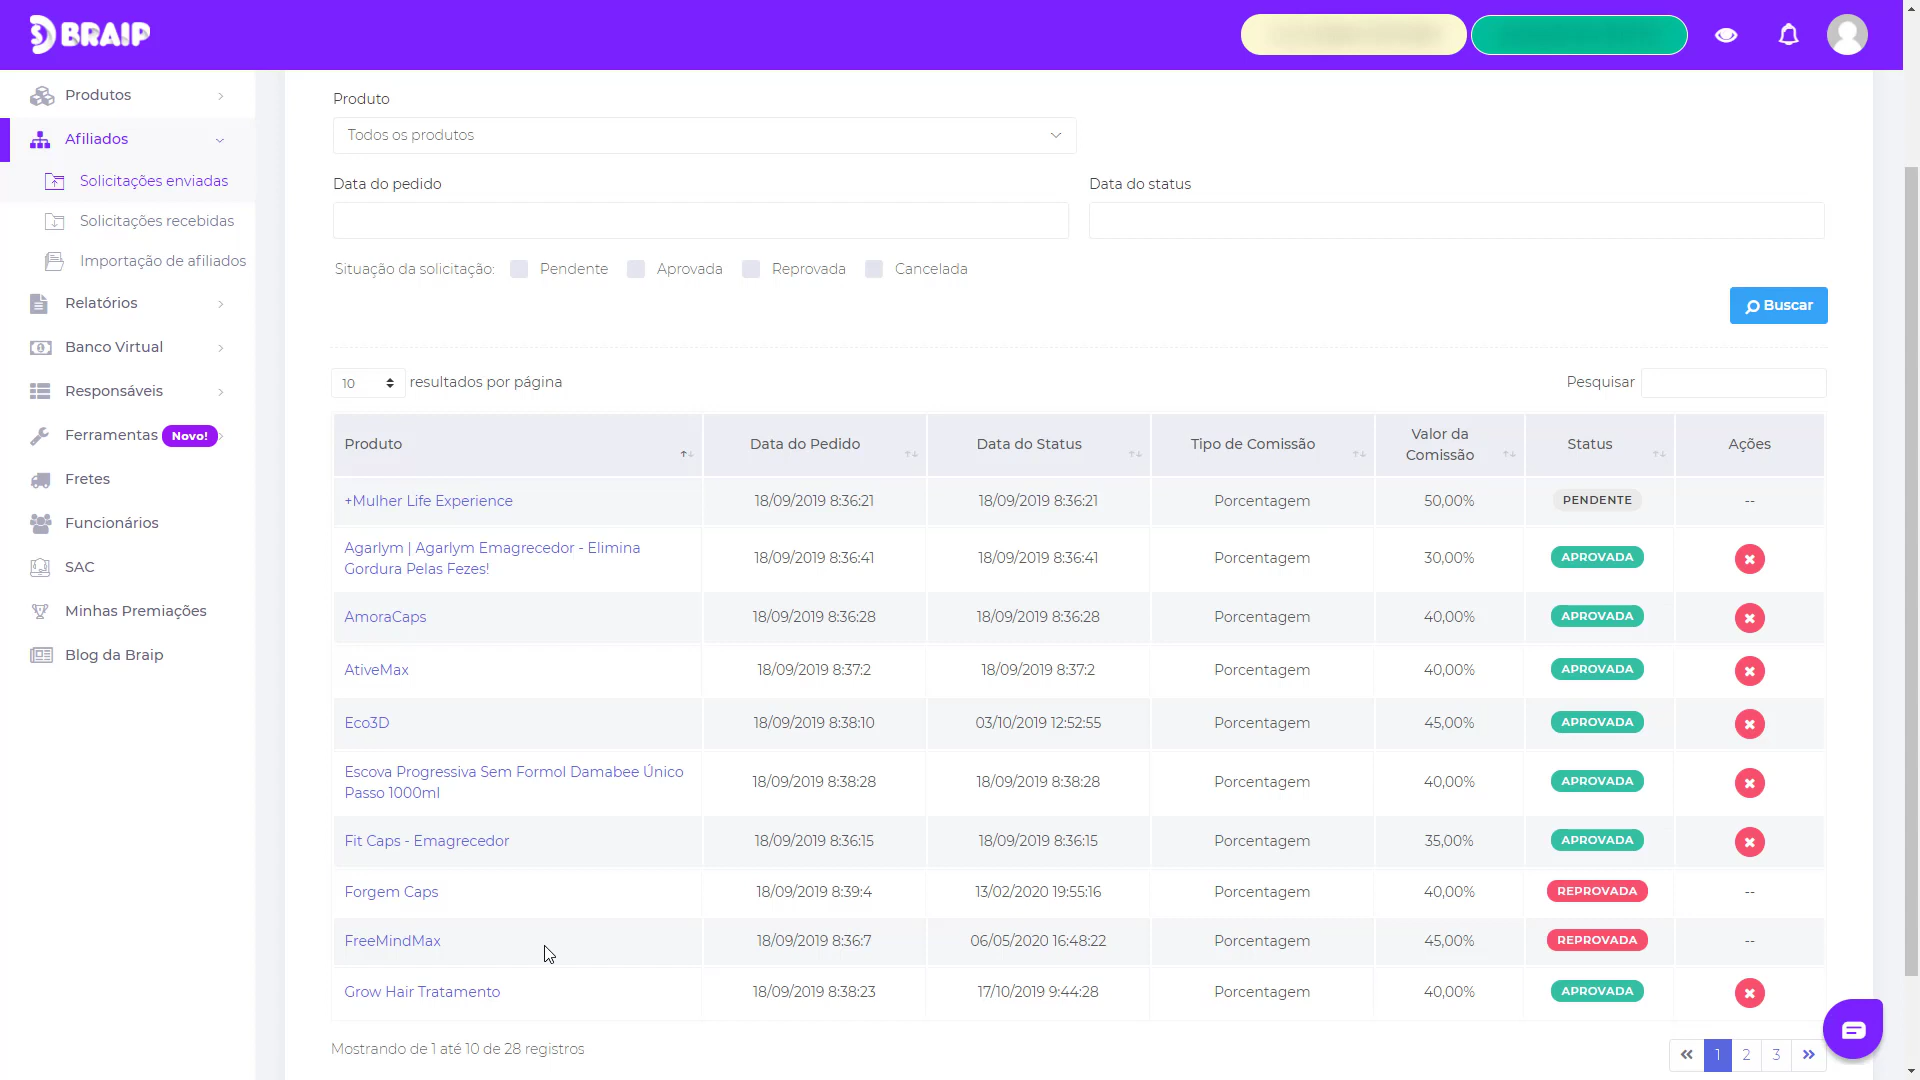 BRAIP
Produtos
Afiliados
Solicitações enviadas
Solicitações recebidas
Importação de afiliados
Relatórios
Banco Virtual
Responsáveis
Ferramentas Novo!
Fretes
Funcionários
SAC
Minhas Premiações
Blog da Braip
Produto
Todos os produtos
Data do pedido Data do status
Situação da solicitação: Pendente Aprovada Reprovada Cancelada
Buscar
10 resultados por página Pesquisar
Produto Data do Pedido Data do Status Tipo de Comissão Valor da Comissão Status Ações
+Mulher Life Experience 18/09/2019 8:36:21 18/09/2019 8:36:21 Porcentagem 50,00% PENDENTE --
Agarlym | Agarlym Emagrecedor - Elimina
Gordura Pelas Fezes! 18/09/2019 8:36:41 18/09/2019 8:36:41 Porcentagem 30,00% APROVADA
AmoraCaps 18/09/2019 8:36:28 18/09/2019 8:36:28 Porcentagem 40,00% APROVADA
AtiveMax 18/09/2019 8:37:2 18/09/2019 8:37:2 Porcentagem 40,00% APROVADA
Eco3D 18/09/2019 8:38:10 03/10/2019 12:52:55 Porcentagem 45,00% APROVADA
Escova Progressiva Sem Formol Damabee Único
Passo 1000ml 18/09/2019 8:38:28 18/09/2019 8:38:28 Porcentagem 40,00% APROVADA
Fit Caps - Emagrecedor 18/09/2019 8:36:15 18/09/2019 8:36:15 Porcentagem 35,00% APROVADA
Forgem Caps 18/09/2019 8:39:4 13/02/2020 19:55:16 Porcentagem 40,00% REPROVADA --
FreeMindMax 18/09/2019 8:36:7 06/05/2020 16:48:22 Porcentagem 45,00% REPROVADA --
Grow Hair Tratamento 18/09/2019 8:38:23 17/10/2019 9:44:28 Porcentagem 40,00% APROVADA
Mostrando de 1 até 10 de 28 registros
« 1 2 3 »